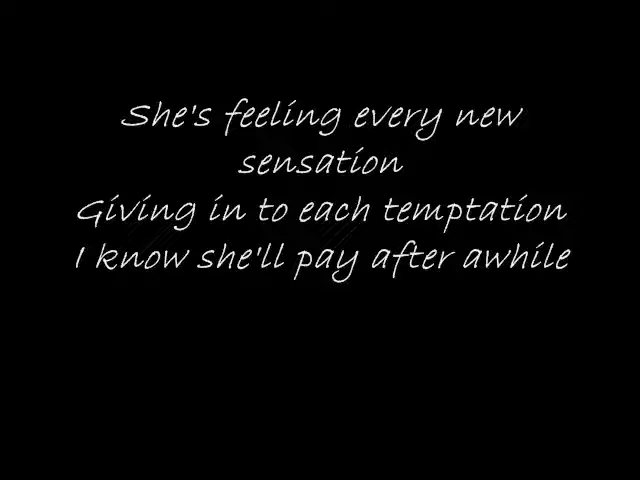 She's feeling every new
sensation
Giving in to each temptation
I know she'll pay after awhile